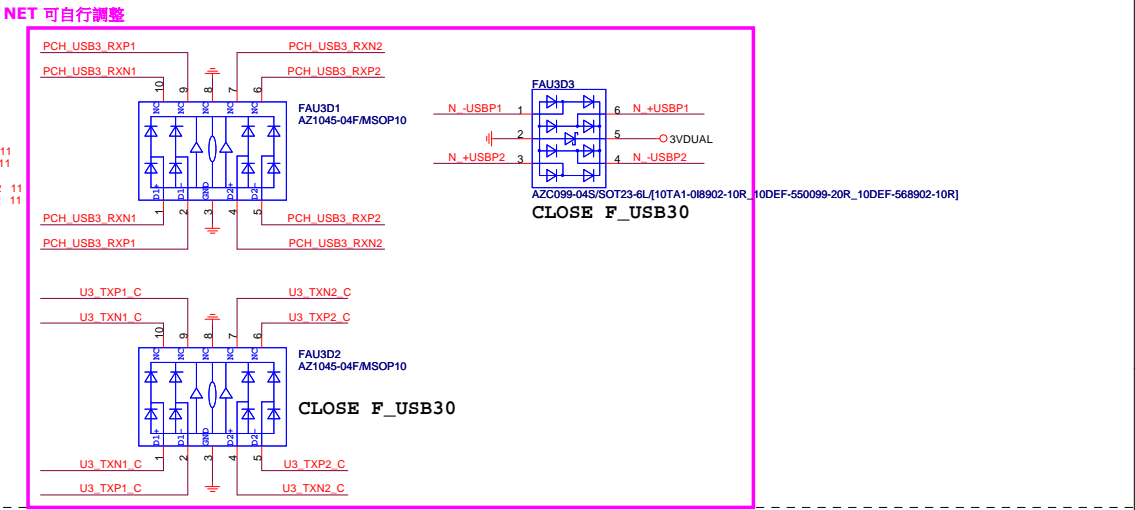 NET 可自行調整
PCH_USB3_RXP1
PCH_USB3_RXN2
PCH_USB3_RXN1
PCH_USB3_RXP2
10 9 8 7 6
NC NC NC NC
FAU3D1
AZ1045-04F/MSOP10
D1+ D1- GND D2+ D2-
1 2 3 4 5
PCH_USB3_RXN1
PCH_USB3_RXP2
PCH_USB3_RXP1
PCH_USB3_RXN2
11
11
2 11
11
FAU3D3
N_-USBP1 1 6 N_+USBP1
2 5 3VDUAL
N_+USBP2 3 4 N_-USBP2
AZC099-04S/SOT23-6L/[10TA1-0I8902-10R_10DEF-550099-20R_10DEF-568902-10R]
CLOSE F_USB30
U3_TXP1_C
U3_TXN2_C
U3_TXN1_C
U3_TXP2_C
10 9 8 7 6
NC NC NC NC
FAU3D2
AZ1045-04F/MSOP10
CLOSE F_USB30
D1+ D1- GND D2+ D2-
1 2 3 4 5
U3_TXN1_C
U3_TXP2_C
U3_TXP1_C
U3_TXN2_C